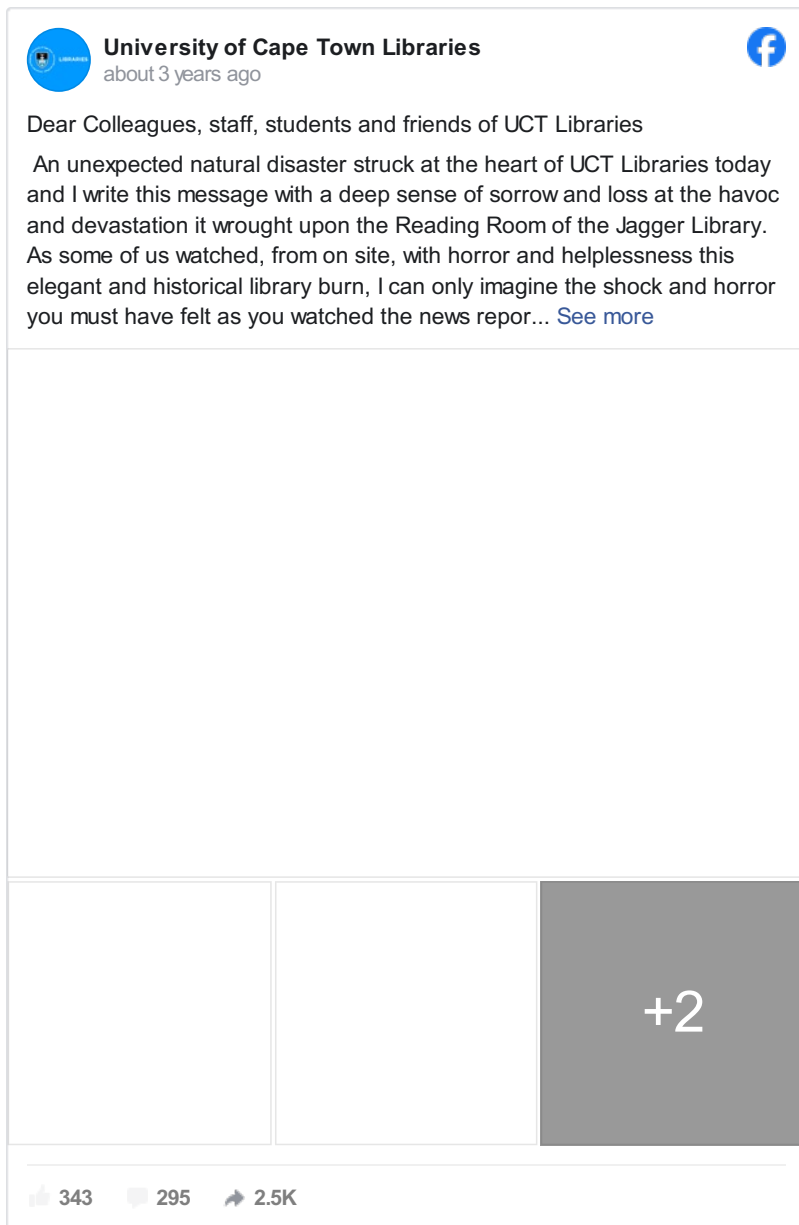 LIBRARIES
University of Cape Town Libraries
about 3 years ago
Dear Colleagues, staff, students and friends of UCT Libraries
An unexpected natural disaster struck at the heart of UCT Libraries today
and I write this message with a deep sense of sorrow and loss at the havoc
and devastation it wrought upon the Reading Room of the Jagger Library.
As some of us watched, from on site, with horror and helplessness this
elegant and historical library burn, I can only imagine the shock and horror
you must have felt as you watched the news repor... See more
+2
343 295 2.5K